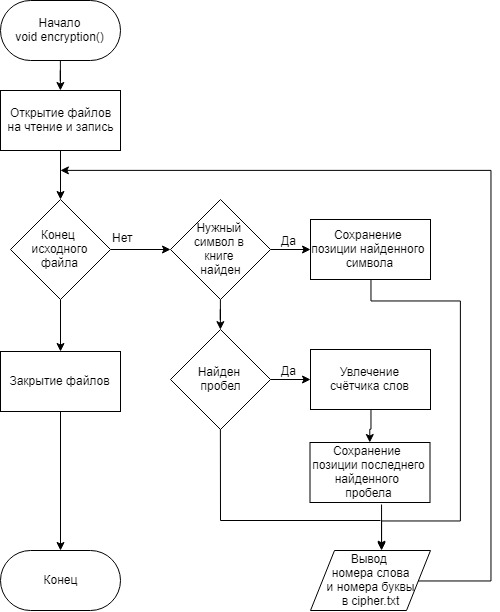 Начало
void encryption()
Открытие файлов
на чтение и запись
Конец
исходного
файла
Нет
Нужный
символ в
книге
найден
Да
Сохранение
позиции найденного
символа
Найден
пробел
Да
Увлечение
счётчика слов
Закрытие файлов
Сохранение
позиции последнего
найденного
пробела
Конец
Вывод
номера слова
и номера буквы
в cipher.txt